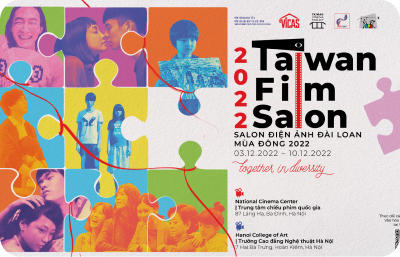 VICAS
2022
Taiwan
Film
Salon
SALON ĐIỆN ẢNH ĐÀI LOAN
MÙA ĐÔNG 2022
03.12.2022 – 10.12.2022
together in diversity
National Cinema Center
| Trung tâm chiếu phim quốc gia
87 Láng Hạ, Ba Đình, Hà Nội
Hanoi College of Art
| Trường Cao đẳng Nghệ thuật Hà Nội
7 Hai Bà Trưng, Hoàn Kiếm, Hà Nội